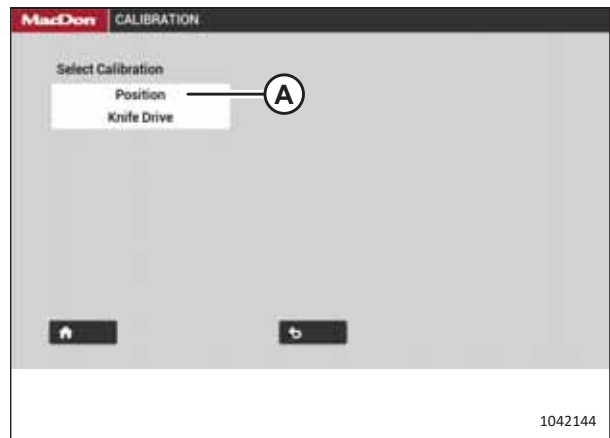 MacDon CALIBRATION
Select Calibration
Position
A
Knife Drive
1042144